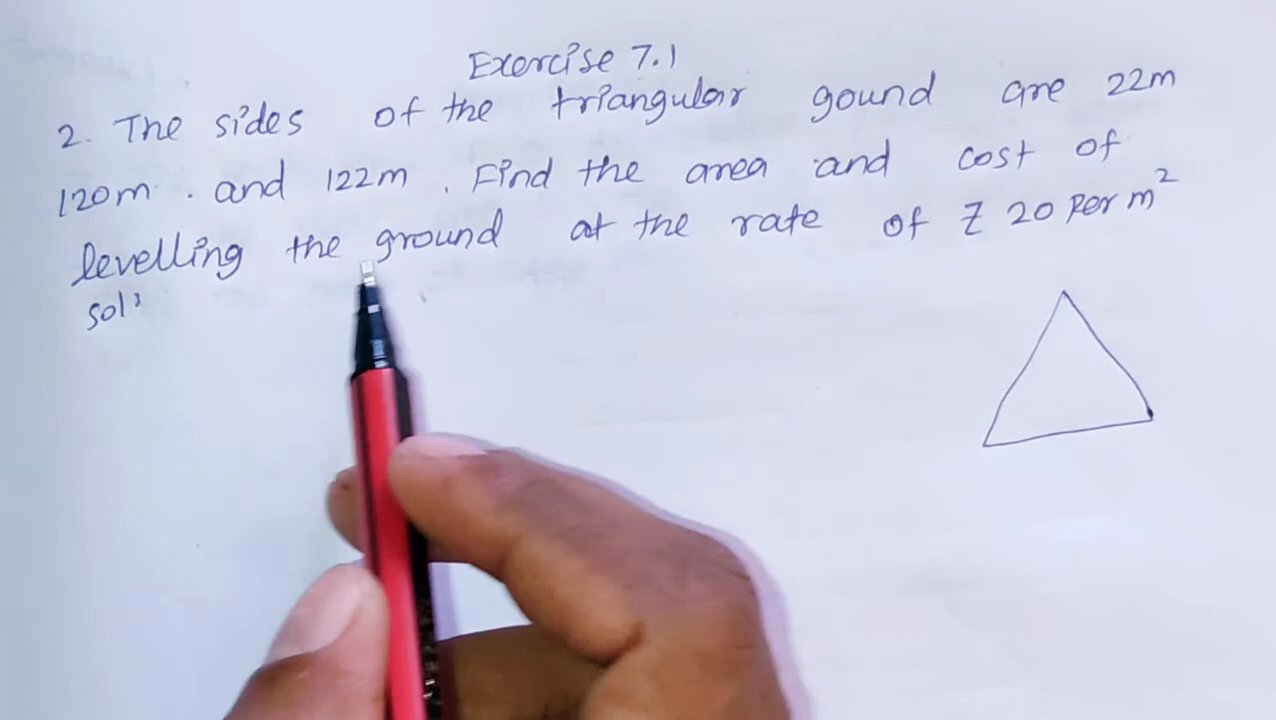 Exercise 7.1
2. The sides of the triangular gound are 22m
120m . and 122m . Find the area and cost of
levelling the ground at the rate of ₹ 20 per m²
sol: